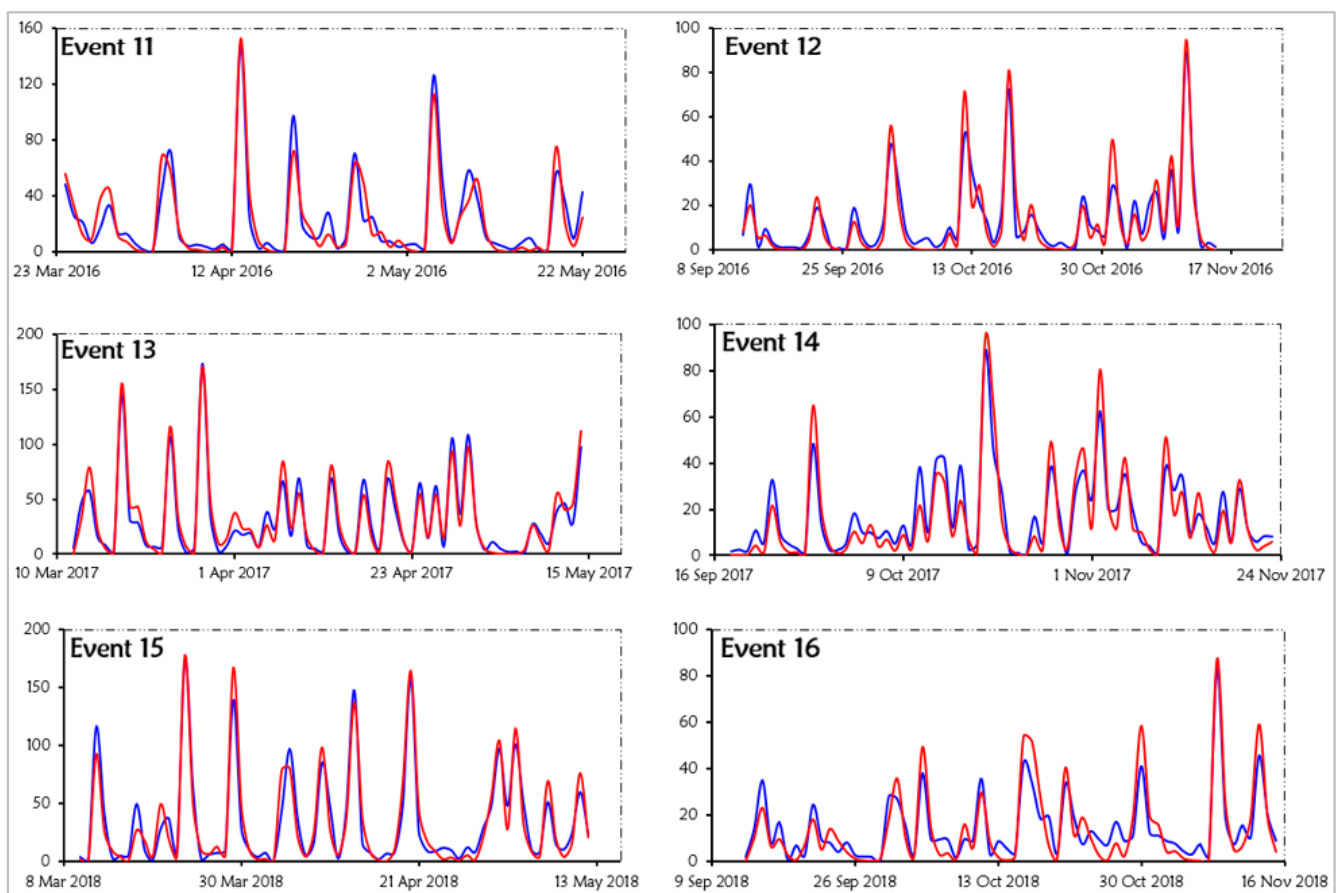 Event 11
160
120
80
40
0
23 Mar 2016 12 Apr 2016 2 May 2016 22 May 2016
Event 12
100
80
60
40
20
0
8 Sep 2016 25 Sep 2016 13 Oct 2016 30 Oct 2016 17 Nov 2016
Event 13
200
150
100
50
0
10 Mar 2017 1 Apr 2017 23 Apr 2017 15 May 2017
Event 14
100
80
60
40
20
0
16 Sep 2017 9 Oct 2017 1 Nov 2017 24 Nov 2017
Event 15
200
150
100
50
0
8 Mar 2018 30 Mar 2018 21 Apr 2018 13 May 2018
Event 16
100
80
60
40
20
0
9 Sep 2018 26 Sep 2018 13 Oct 2018 30 Oct 2018 16 Nov 2018